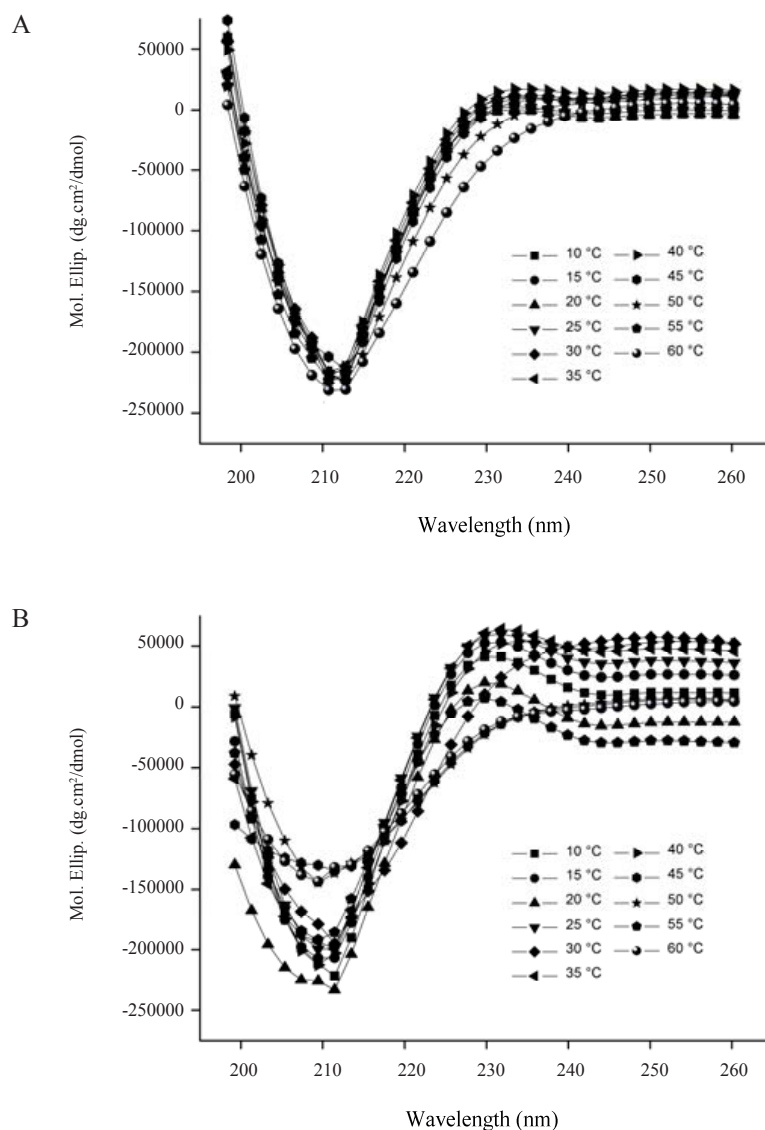 A
50000
0
-50000
-100000
-150000
-200000
-250000
Mol. Ellip. (dg.cm²/dmol)
10 °C
15 °C
20 °C
25 °C
30 °C
35 °C
40 °C
45 °C
50 °C
55 °C
60 °C
200 210 220 230 240 250 260
Wavelength (nm)
B
50000
0
-50000
-100000
-150000
-200000
-250000
Mol. Ellip. (dg.cm²/dmol)
10 °C
15 °C
20 °C
25 °C
30 °C
35 °C
40 °C
45 °C
50 °C
55 °C
60 °C
200 210 220 230 240 250 260
Wavelength (nm)